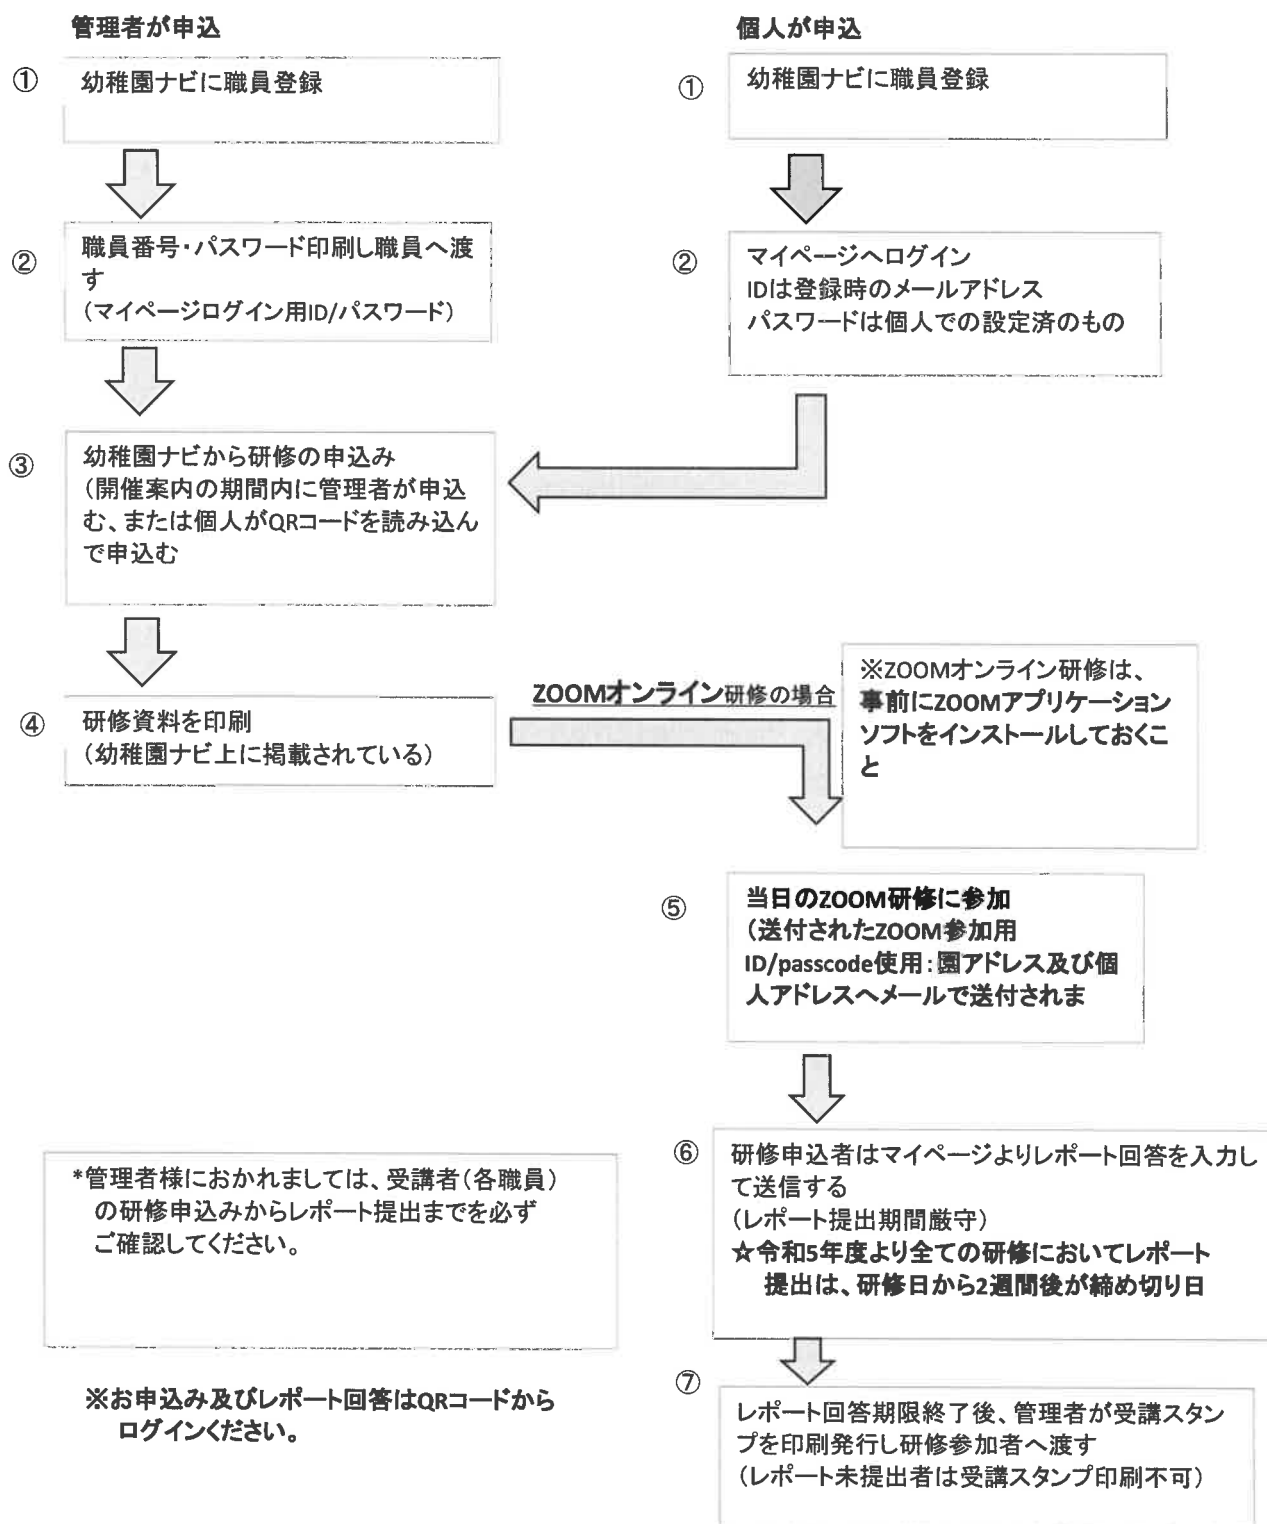 管理者が申込
① 幼稚園ナビに職員登録
② 職員番号・パスワード印刷し職員へ渡
す
(マイページログイン用ID/パスワード)
個人が申込
① 幼稚園ナビに職員登録
② マイページへログイン
IDは登録時のメールアドレス
パスワードは個人での設定済のもの
③ 幼稚園ナビから研修の申込み
(開催案内の期間内に管理者が申込
む、または個人がQRコードを読み込ん
で申込む
④ 研修資料を印刷
(幼稚園ナビ上に掲載されている)
ZOOMオンライン研修の場合
※ZOOMオンライン研修は、
事前にZOOMアプリケーション
ソフトをインストールしておくこ
と
⑤ 当日のZOOM研修に参加
(送付されたZOOM参加用
ID/passcode使用:園アドレス及び個
人アドレスへメールで送付されま
⑥ 研修申込者はマイページよりレポート回答を入力し
て送信する
(レポート提出期間厳守)
☆令和5年度より全ての研修においてレポート
提出は、研修日から2週間後が締め切り日
⑦ レポート回答期限終了後、管理者が受講スタン
プを印刷発行し研修参加者へ渡す
(レポート未提出者は受講スタンプ印刷不可)
*管理者様におかれましては、受講者(各職員)
の研修申込みからレポート提出までを必ず
ご確認してください。
※お申込み及びレポート回答はQRコードから
ログインください。